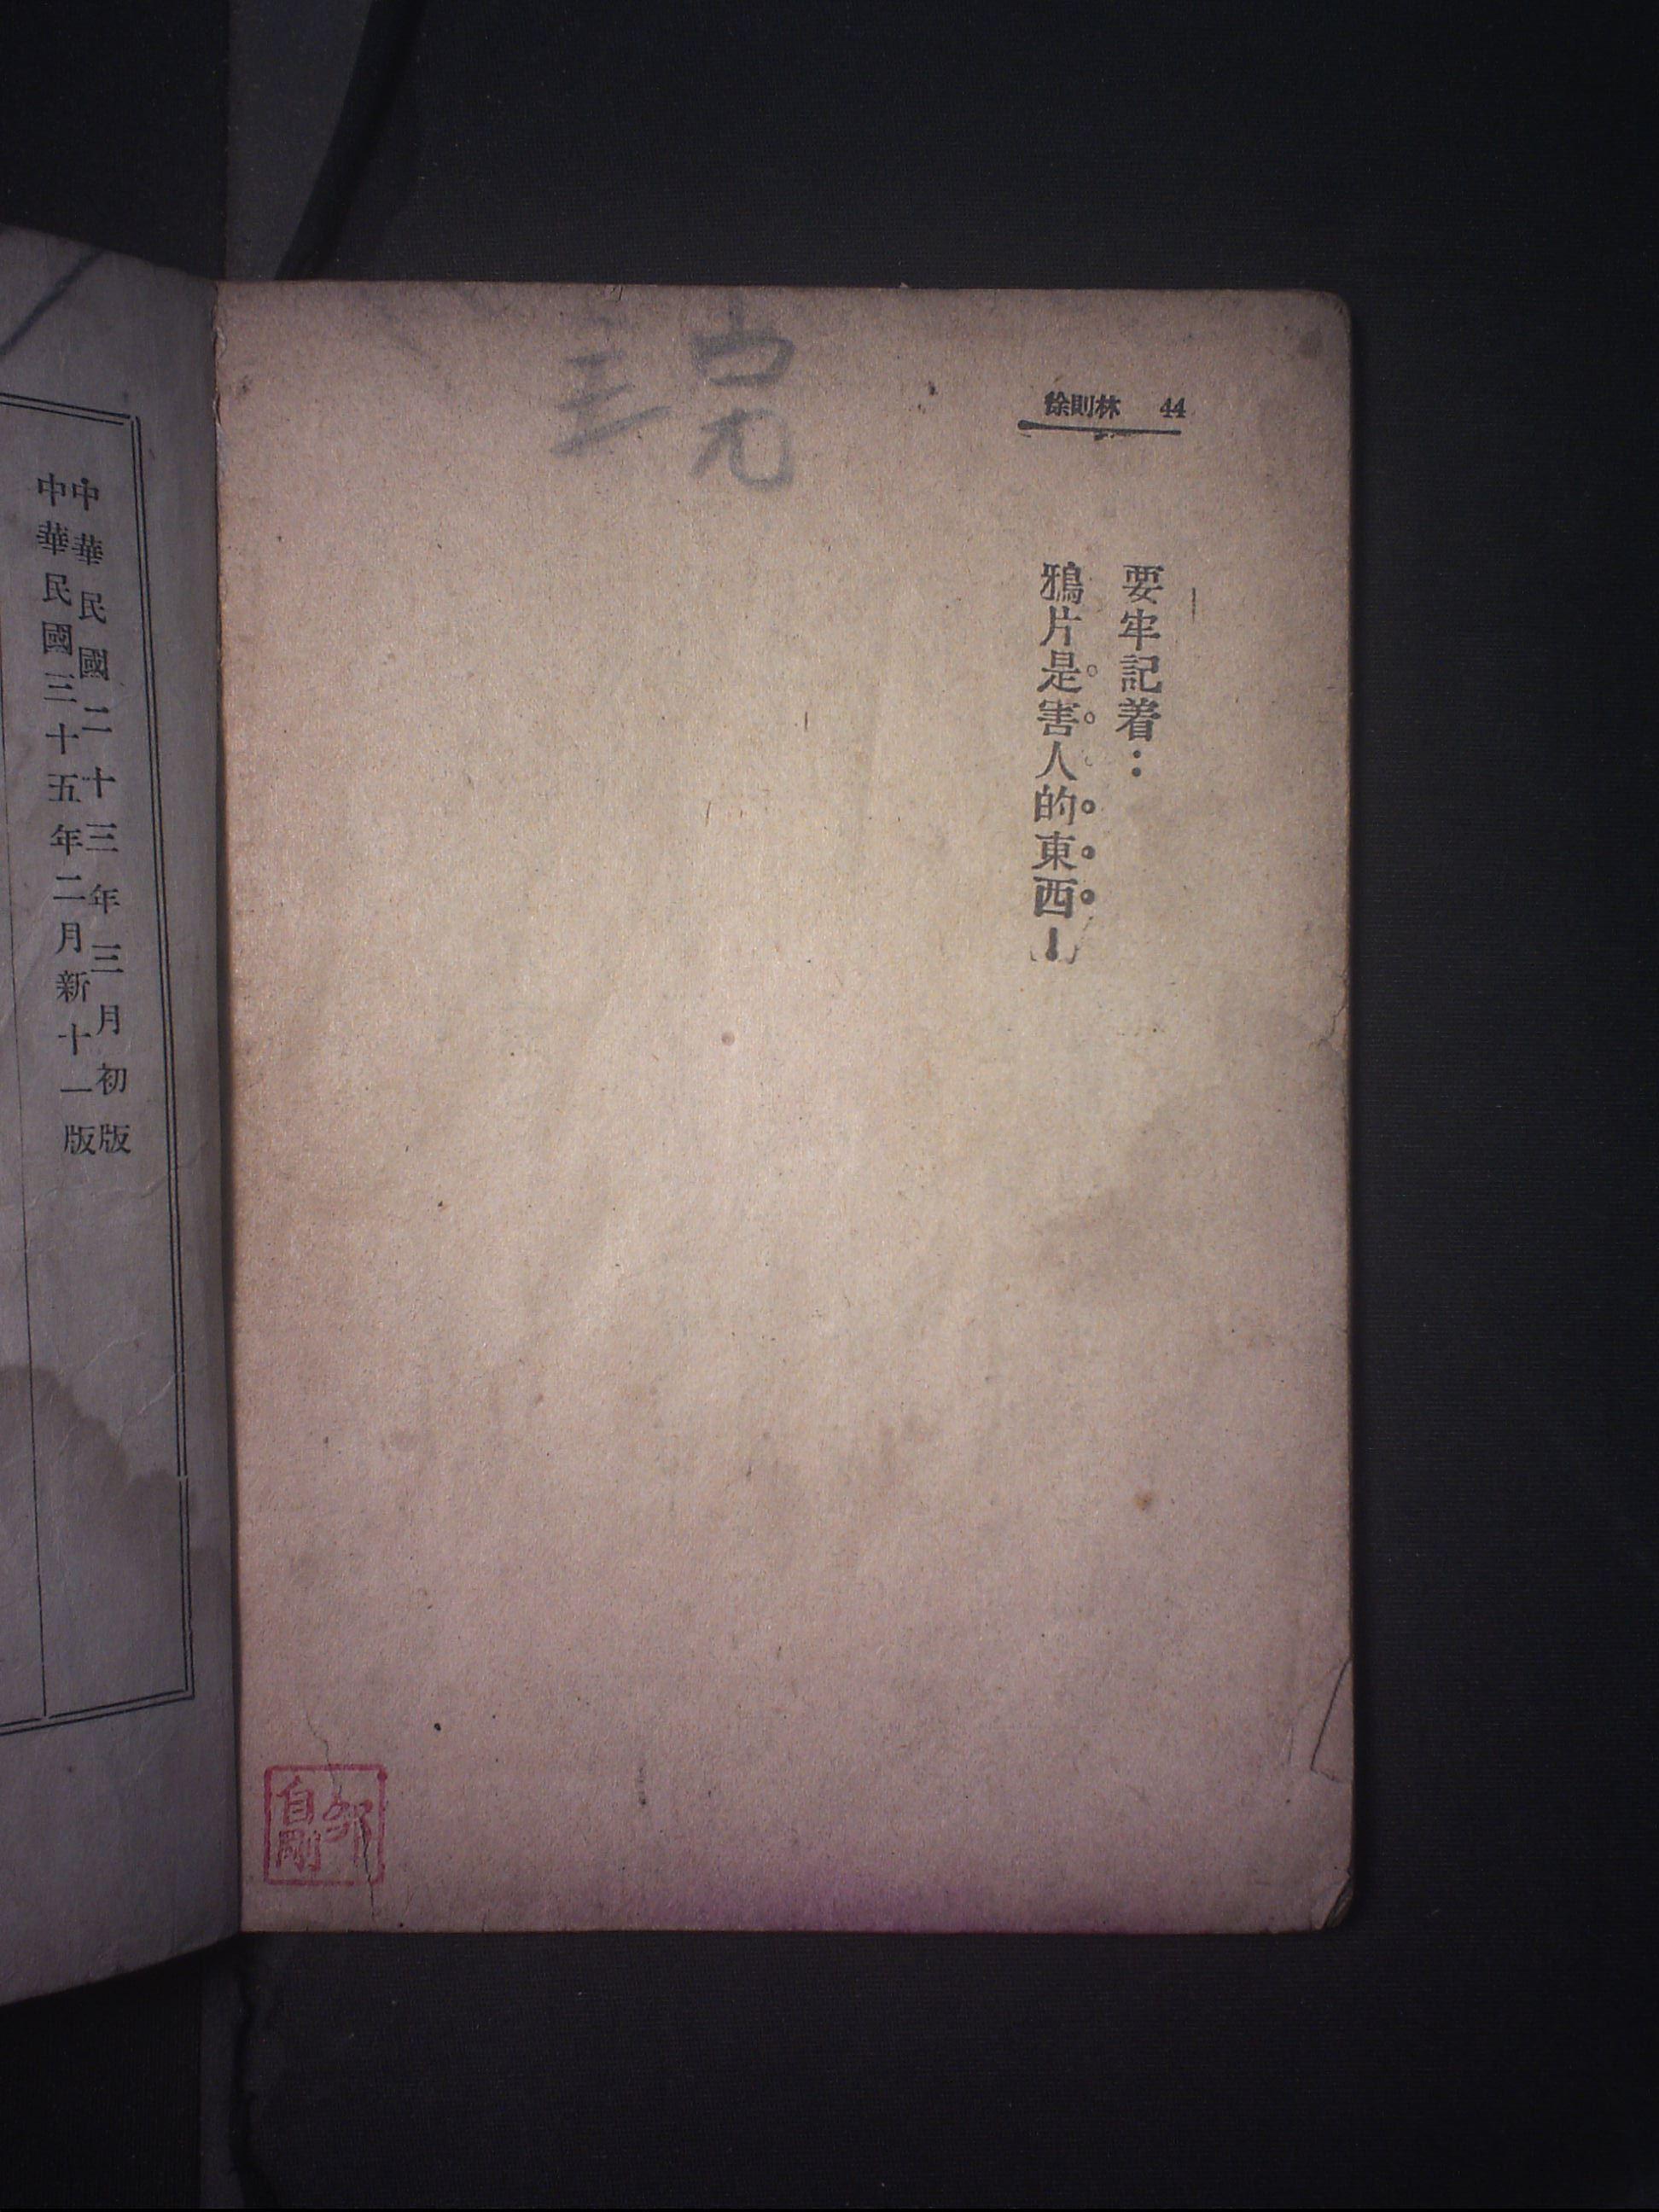 徐則林 44
要牢記着：
鴉片是害人的東西！
中華民國二十三年三月初版
中華民國三十五年二月新十一版
自剛